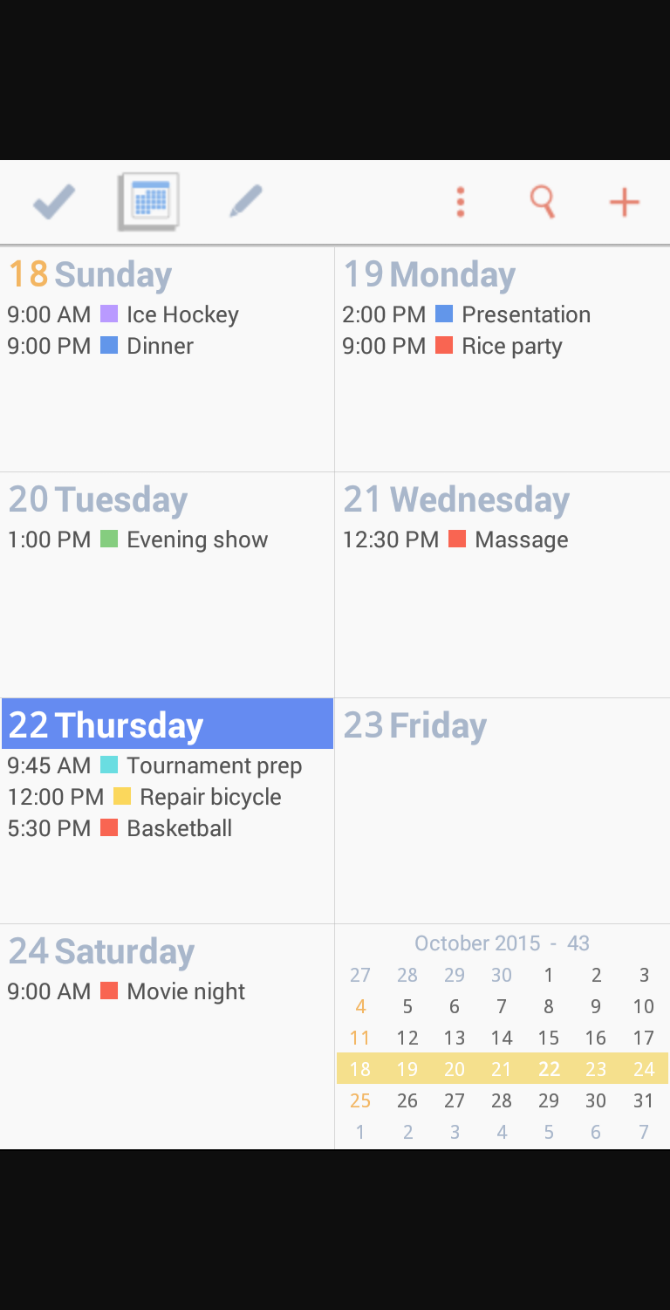 18 Sunday
9:00 AM Ice Hockey
9:00 PM Dinner
19 Monday
2:00 PM Presentation
9:00 PM Rice party
20 Tuesday
1:00 PM Evening show
21 Wednesday
12:30 PM Massage
22 Thursday
9:45 AM Tournament prep
12:00 PM Repair bicycle
5:30 PM Basketball
23 Friday
24 Saturday
9:00 AM Movie night
October 2015 - 43
27 28 29 30 1 2 3
4 5 6 7 8 9 10
11 12 13 14 15 16 17
18 19 20 21 22 23 24
25 26 27 28 29 30 31
1 2 3 4 5 6 7